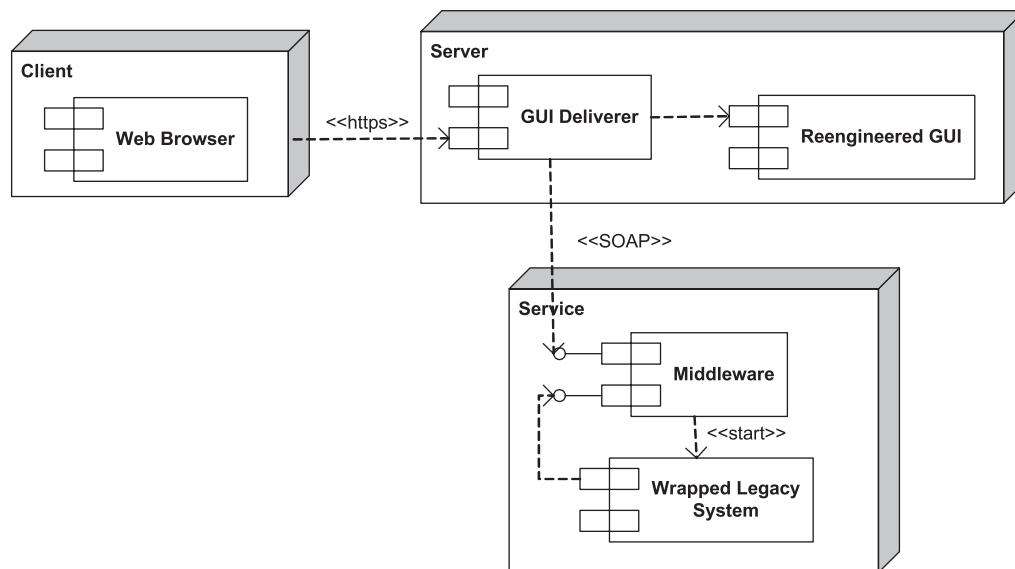 Client
Web Browser
<<https>>
Server
GUI Deliverer
Reengineered GUI
<<SOAP>>
Service
Middleware
<<start>>
Wrapped Legacy
System